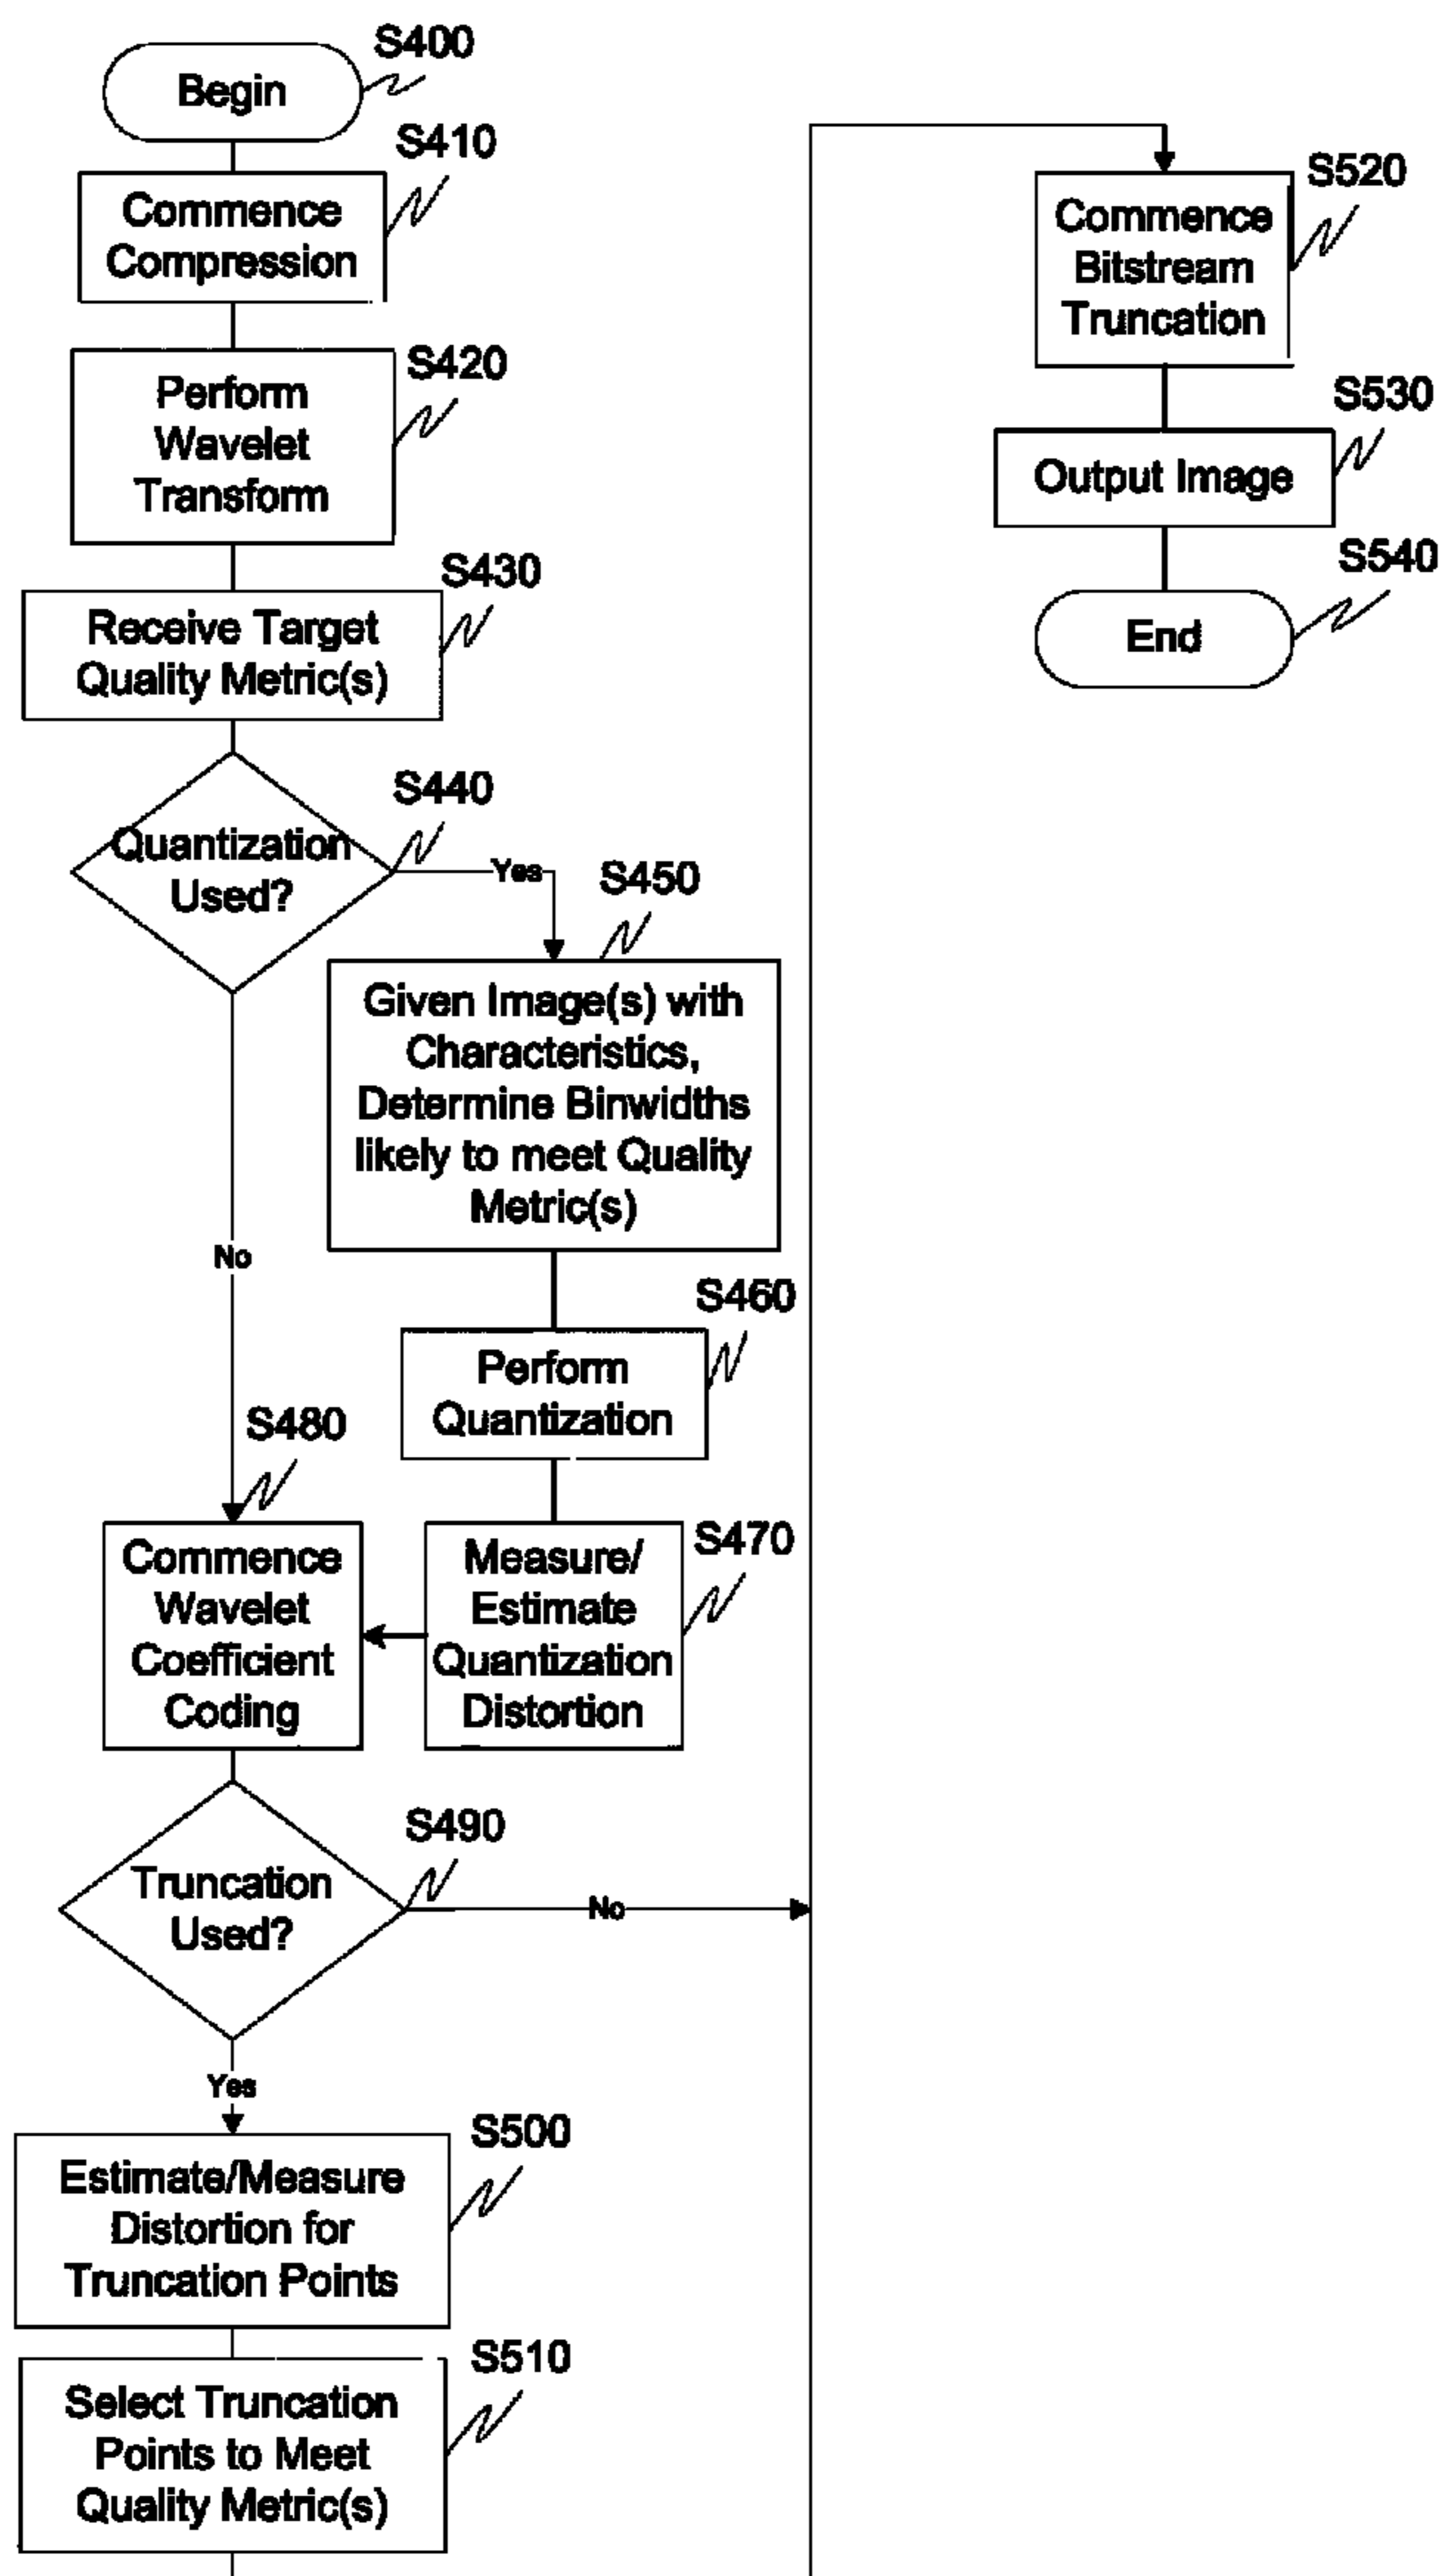 S400
Begin
S410
Commence
Compression
S420
Perform
Wavelet
Transform
S430
Receive Target
Quality Metric(s)
S440
Quantization
Used?
Yes
S450
Given Image(s) with
Characteristics,
Determine Binwidths
likely to meet Quality
Metric(s)
No
S460
Perform
Quantization
S470
Measure/
Estimate
Quantization
Distortion
S480
Commence
Wavelet
Coefficient
Coding
S490
Truncation
Used?
No
Yes
S500
Estimate/Measure
Distortion for
Truncation Points
S510
Select Truncation
Points to Meet
Quality Metric(s)
S520
Commence
Bitstream
Truncation
S530
Output Image
S540
End